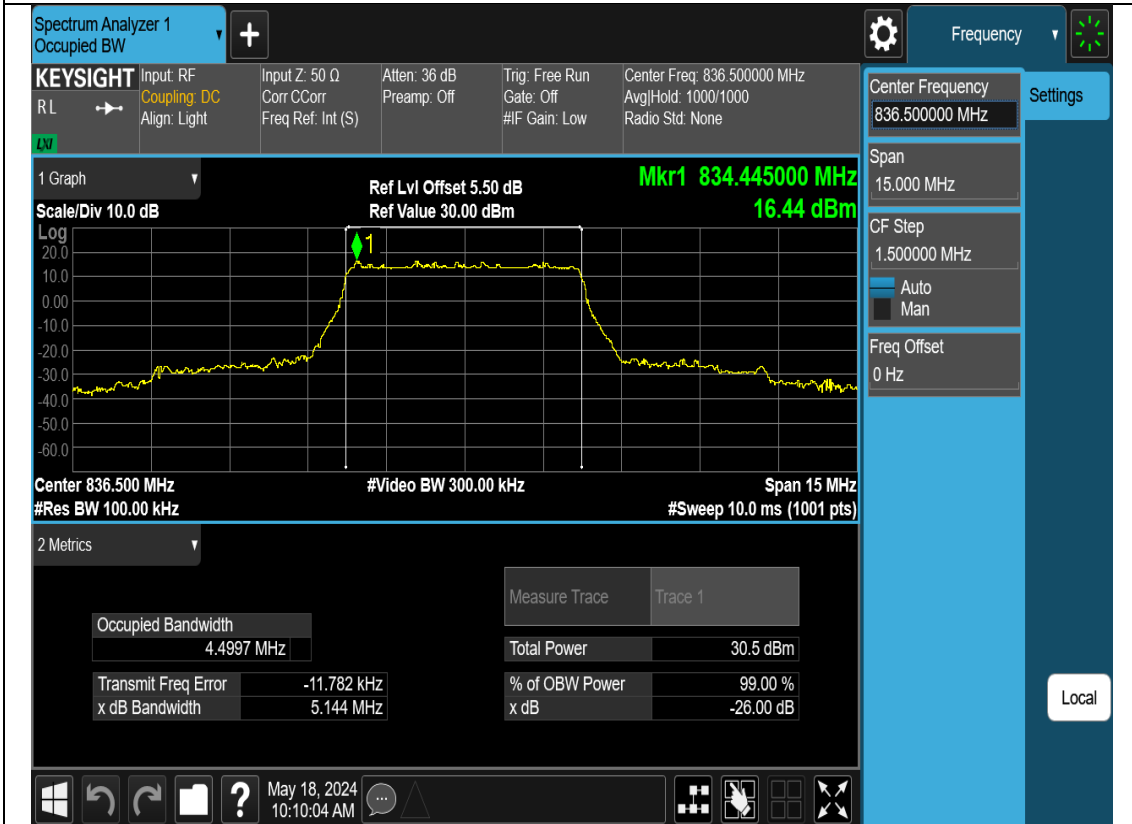 Spectrum Analyzer 1
Occupied BW
+
Frequency
KEYSIGHT
R L
LXI
Input: RF
Coupling: DC
Align: Light
Input Z: 50 Ω
Corr CCorr
Freq Ref: Int (S)
Atten: 36 dB
Preamp: Off
Trig: Free Run
Gate: Off
#IF Gain: Low
Center Freq: 836.500000 MHz
Avg|Hold: 1000/1000
Radio Std: None
Center Frequency
836.500000 MHz
Settings
Span
15.000 MHz
CF Step
1.500000 MHz
Auto
Man
Freq Offset
0 Hz
Local
1 Graph
Scale/Div 10.0 dB
Ref Lvl Offset 5.50 dB
Ref Value 30.00 dBm
Mkr1 834.445000 MHz
16.44 dBm
Log
1
20.0
10.0
0.00
-10.0
-20.0
-30.0
-40.0
-50.0
-60.0
Center 836.500 MHz
#Video BW 300.00 kHz
Span 15 MHz
#Res BW 100.00 kHz
#Sweep 10.0 ms (1001 pts)
2 Metrics
Measure Trace Trace 1
Occupied Bandwidth
4.4997 MHz
Total Power 30.5 dBm
Transmit Freq Error -11.782 kHz
% of OBW Power 99.00 %
x dB Bandwidth 5.144 MHz
x dB -26.00 dB
?
May 18, 2024
10:10:04 AM